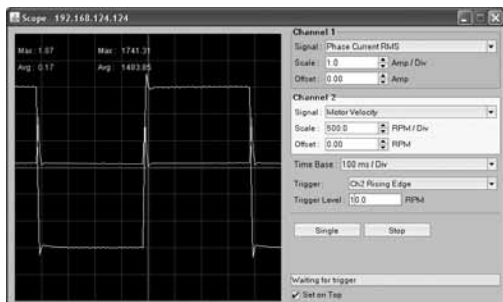 Scope 192.168.124.124
Max: 1.87 Max: 1741.31
Avg: 0.17 Avg: 1483.85
Channel 1
Signal: Phase Current RMS
Scale: 1.0 Amp / Div
Offset: 0.00 Amp
Channel 2
Signal: Motor Velocity
Scale: 500.0 RPM / Div
Offset: 0.00 RPM
Time Base: 100 ms / Div
Trigger: Ch2 Rising Edge
Trigger Level: 10.0 RPM
Single Stop
Waiting for trigger
Set on Top